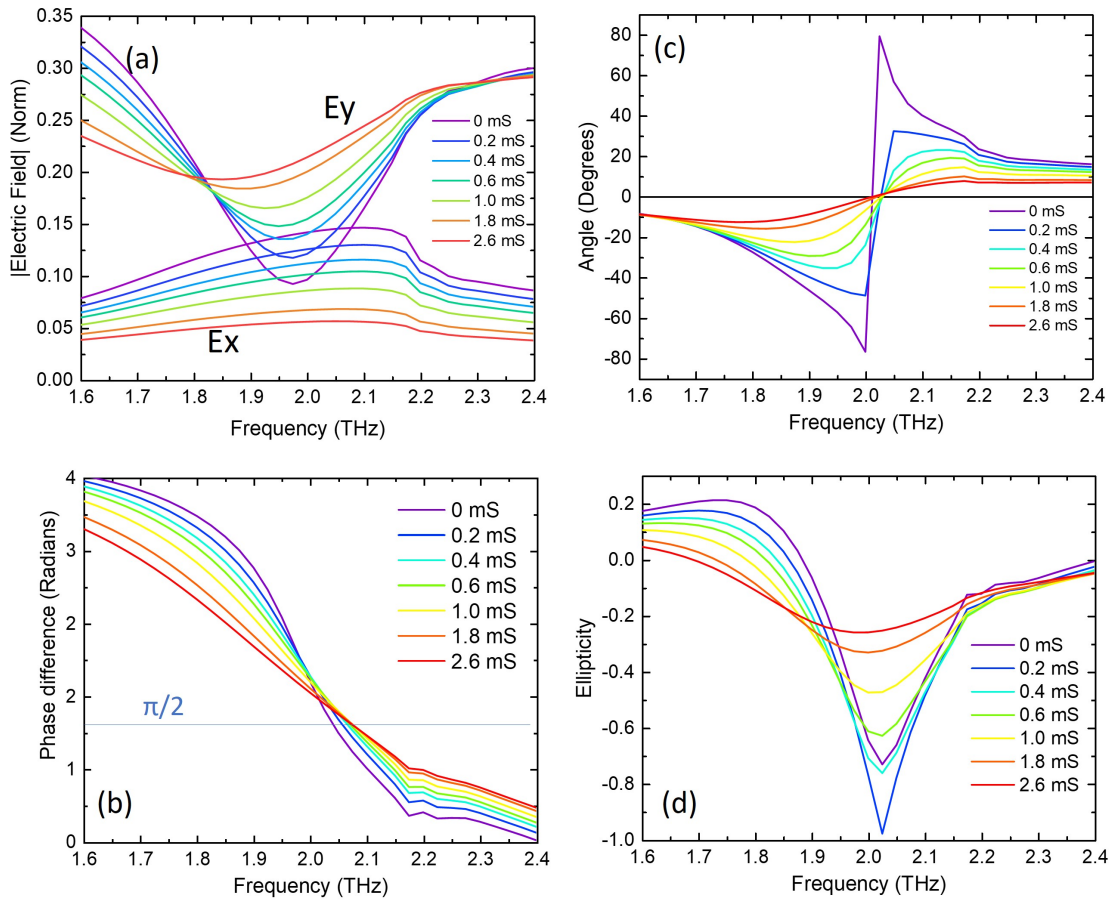 (a)
|Electric Field| (Norm)
0.35
0.30
0.25
0.20
0.15
0.10
0.05
0.00
Ey
Ex
0 mS
0.2 mS
0.4 mS
0.6 mS
1.0 mS
1.8 mS
2.6 mS
1.6 1.7 1.8 1.9 2.0 2.1 2.2 2.3 2.4
Frequency (THz)
(c)
Angle (Degrees)
80
60
40
20
0
-20
-40
-60
-80
0 mS
0.2 mS
0.4 mS
0.6 mS
1.0 mS
1.8 mS
2.6 mS
1.6 1.7 1.8 1.9 2.0 2.1 2.2 2.3 2.4
Frequency (THz)
(b)
Phase difference (Radians)
4
3
2
2
1
0
π/2
0 mS
0.2 mS
0.4 mS
0.6 mS
1.0 mS
1.8 mS
2.6 mS
1.6 1.7 1.8 1.9 2.0 2.1 2.2 2.3 2.4
Frequency (THz)
(d)
Ellipticity
0.2
0.0
-0.2
-0.4
-0.6
-0.8
-1.0
0 mS
0.2 mS
0.4 mS
0.6 mS
1.0 mS
1.8 mS
2.6 mS
1.6 1.7 1.8 1.9 2.0 2.1 2.2 2.3 2.4
Frequency (THz)